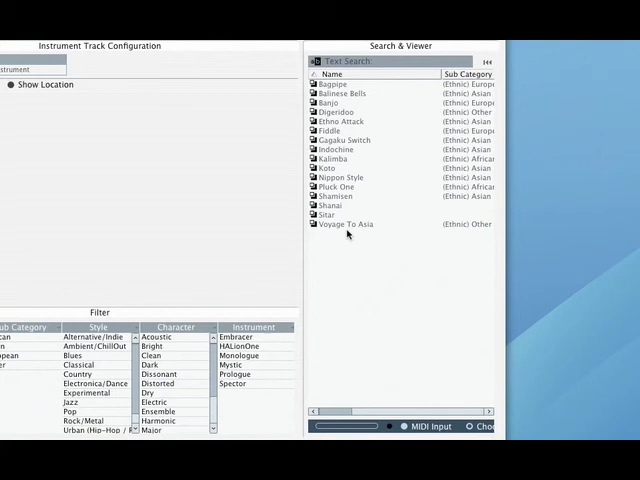 Instrument Track Configuration
strument
Show Location
Search & Viewer
Text Search:
Name Sub Category
Bagpipe (Ethnic) Europe
Balinese Bells (Ethnic) Asian
Banjo (Ethnic) Europe
Digeridoo (Ethnic) Other
Ethno Attack (Ethnic) Asian
Fiddle (Ethnic) Europe
Gagaku Switch (Ethnic) Asian
Indochine (Ethnic) Asian
Kalimba (Ethnic) African
Koto (Ethnic) Asian
Nippon Style (Ethnic) Asian
Pluck One (Ethnic) African
Shamisen (Ethnic) Asian
Shanai
Sitar
Voyage To Asia (Ethnic) Other
Filter
ub Category Style Character Instrument
can Alternative/Indie Acoustic Embracer
n Ambient/ChillOut Bright HALionOne
opean Blues Clean Monologue
er Classical Dark Mystic
Country Dissonant Prologue
Electronica/Dance Distorted Spector
Experimental Dry
Jazz Electric
Pop Ensemble
Rock/Metal Harmonic
Urban (Hip-Hop / F Major
MIDI Input Choo